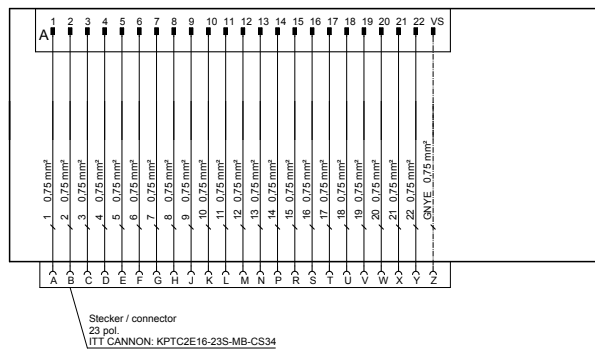 1 2 3 4 5 6 7 8 9 10 11 12 13 14 15 16 17 18 19 20 21 22 VS
A
1 0,75 mm²
2 0,75 mm²
3 0,75 mm²
4 0,75 mm²
5 0,75 mm²
6 0,75 mm²
7 0,75 mm²
8 0,75 mm²
9 0,75 mm²
10 0,75 mm²
11 0,75 mm²
12 0,75 mm²
13 0,75 mm²
14 0,75 mm²
15 0,75 mm²
16 0,75 mm²
17 0,75 mm²
18 0,75 mm²
19 0,75 mm²
20 0,75 mm²
21 0,75 mm²
22 0,75 mm²
GNYE 0,75 mm²
A B C D E F G H J K L M N P R S T U V W X Y Z
Stecker / connector
23 pol.
ITT CANNON: KPTC2E16-23S-MB-CS34